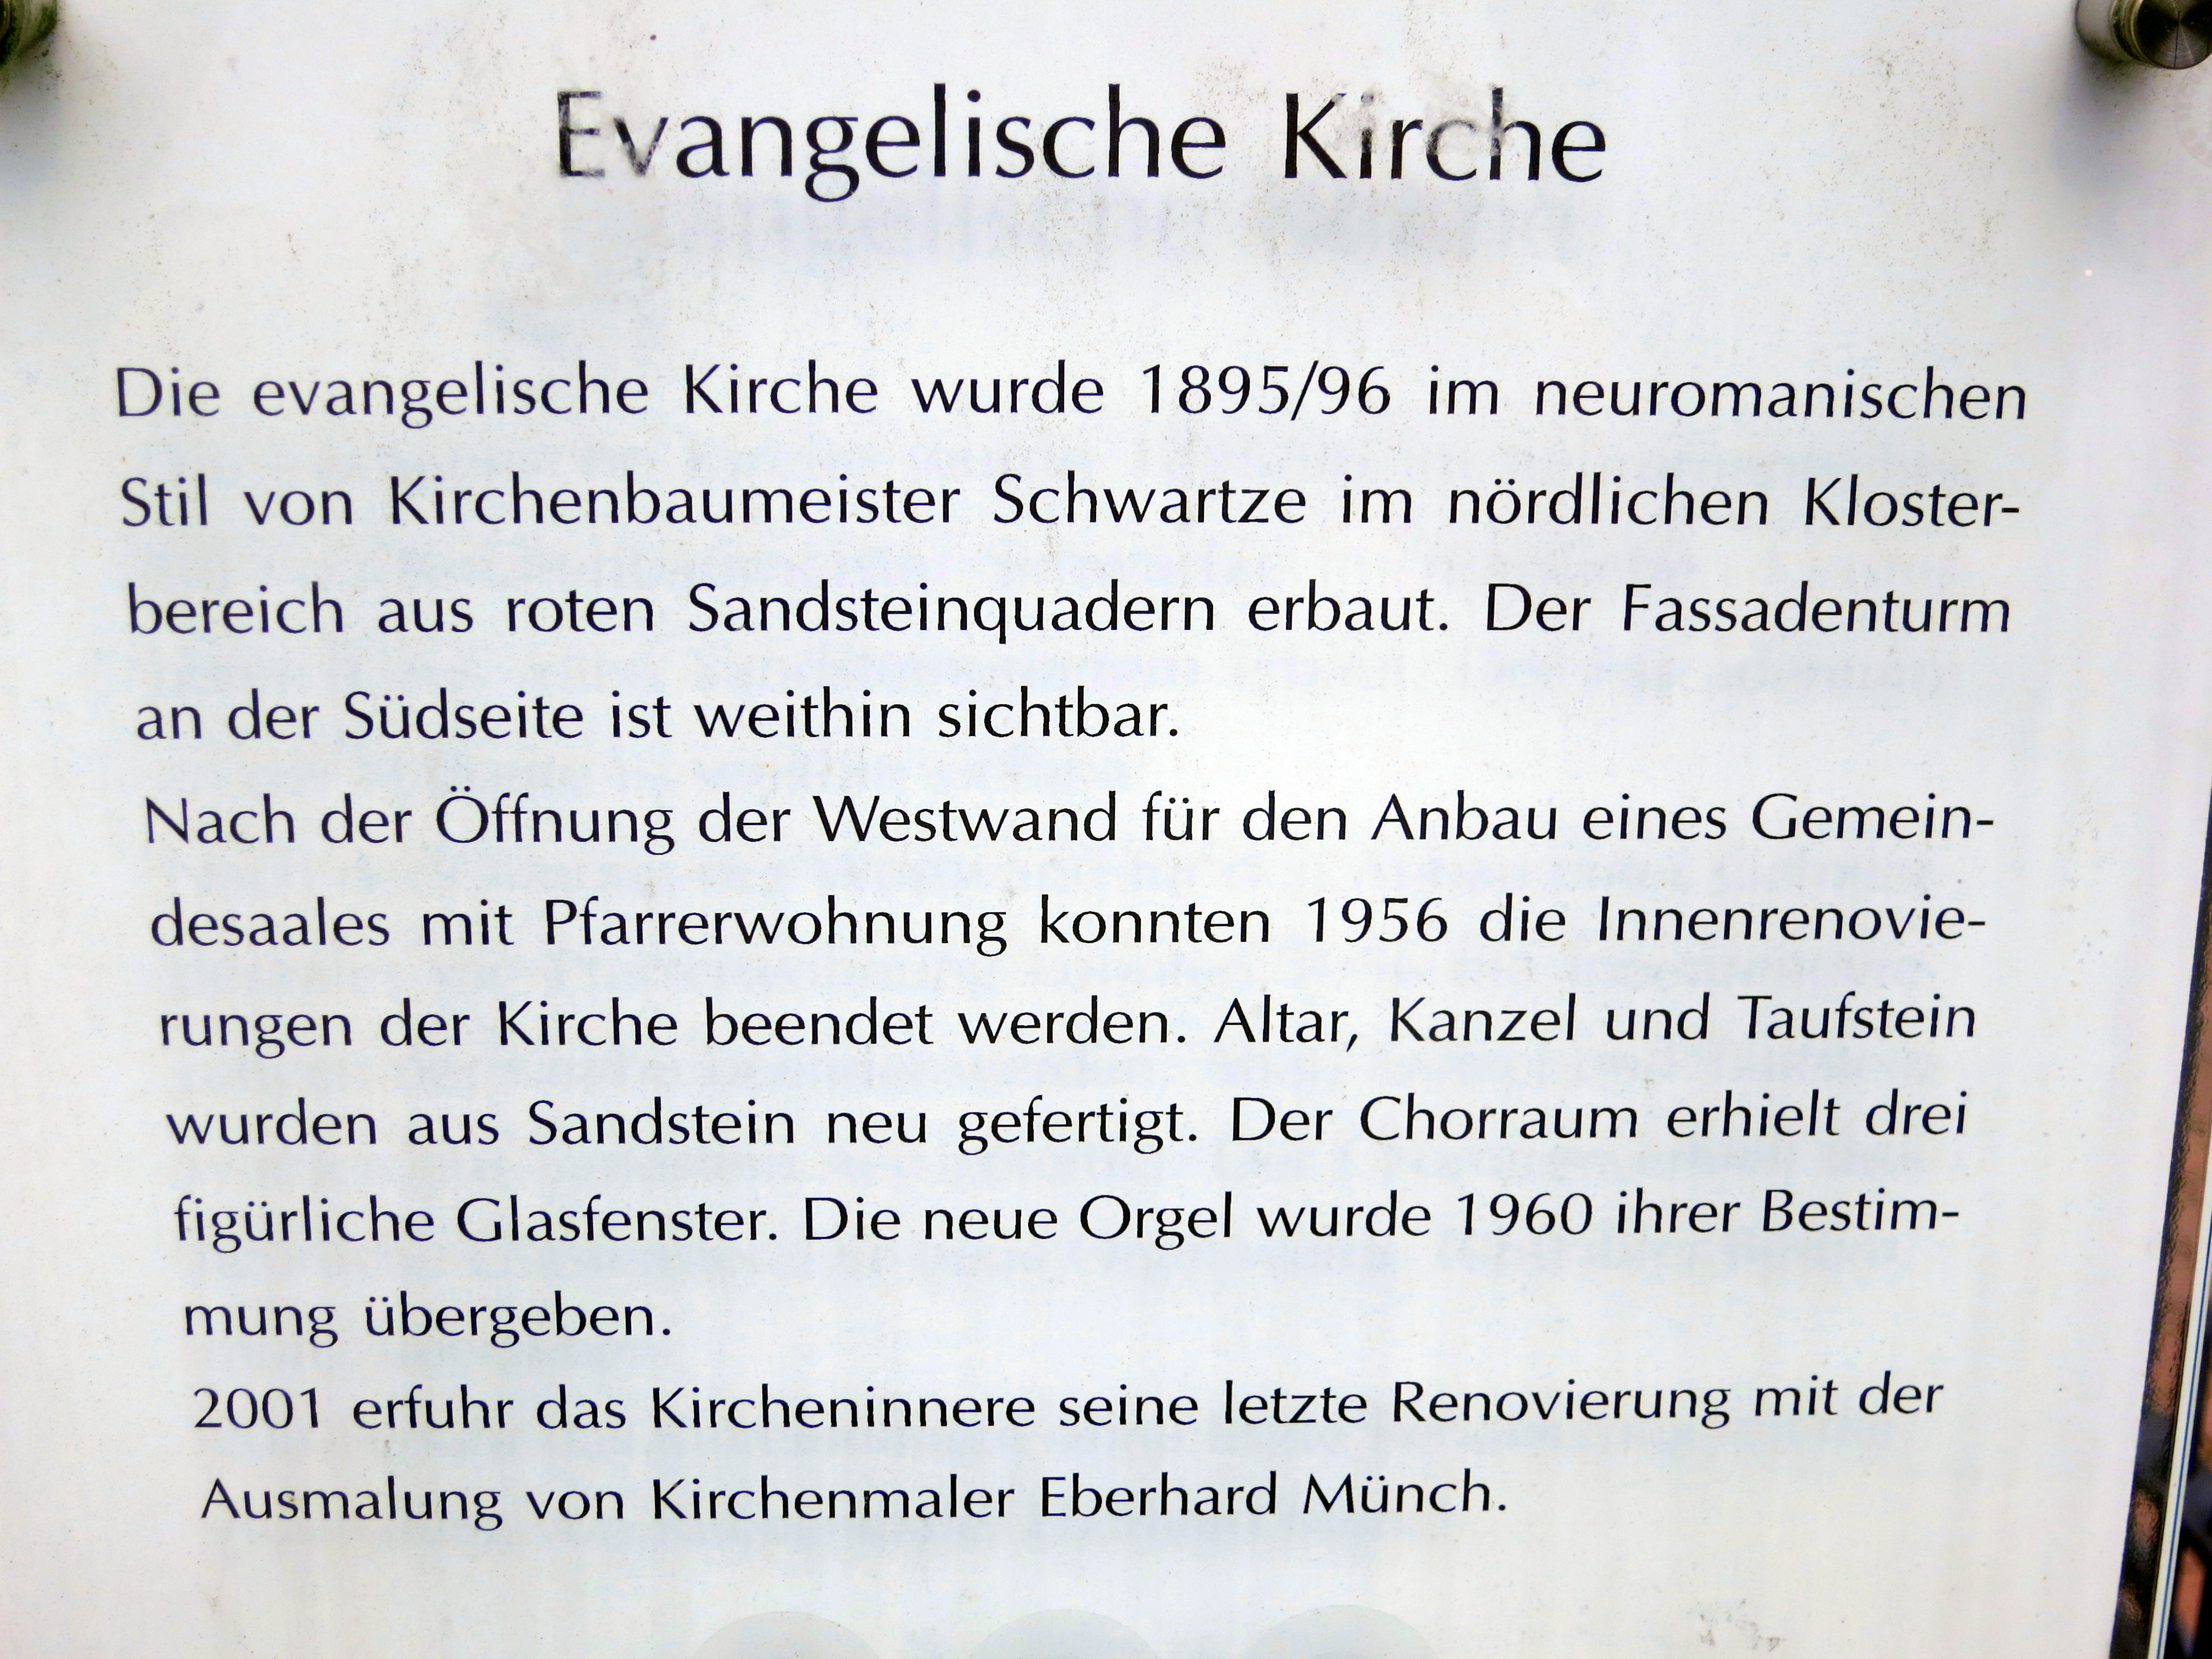 Evangelische Kirche
Die evangelische Kirche wurde 1895/96 im neuromanischen
Stil von Kirchenbaumeister Schwartze im nördlichen Kloster-
bereich aus roten Sandsteinquadern erbaut. Der Fassadenturm
an der Südseite ist weithin sichtbar.
Nach der Öffnung der Westwand für den Anbau eines Gemein-
desaales mit Pfarrerwohnung konnten 1956 die Innenrenovie-
rungen der Kirche beendet werden. Altar, Kanzel und Taufstein
wurden aus Sandstein neu gefertigt. Der Chorraum erhielt drei
figürliche Glasfenster. Die neue Orgel wurde 1960 ihrer Bestim-
mung übergeben.
2001 erfuhr das Kircheninnere seine letzte Renovierung mit der
Ausmalung von Kirchenmaler Eberhard Münch.